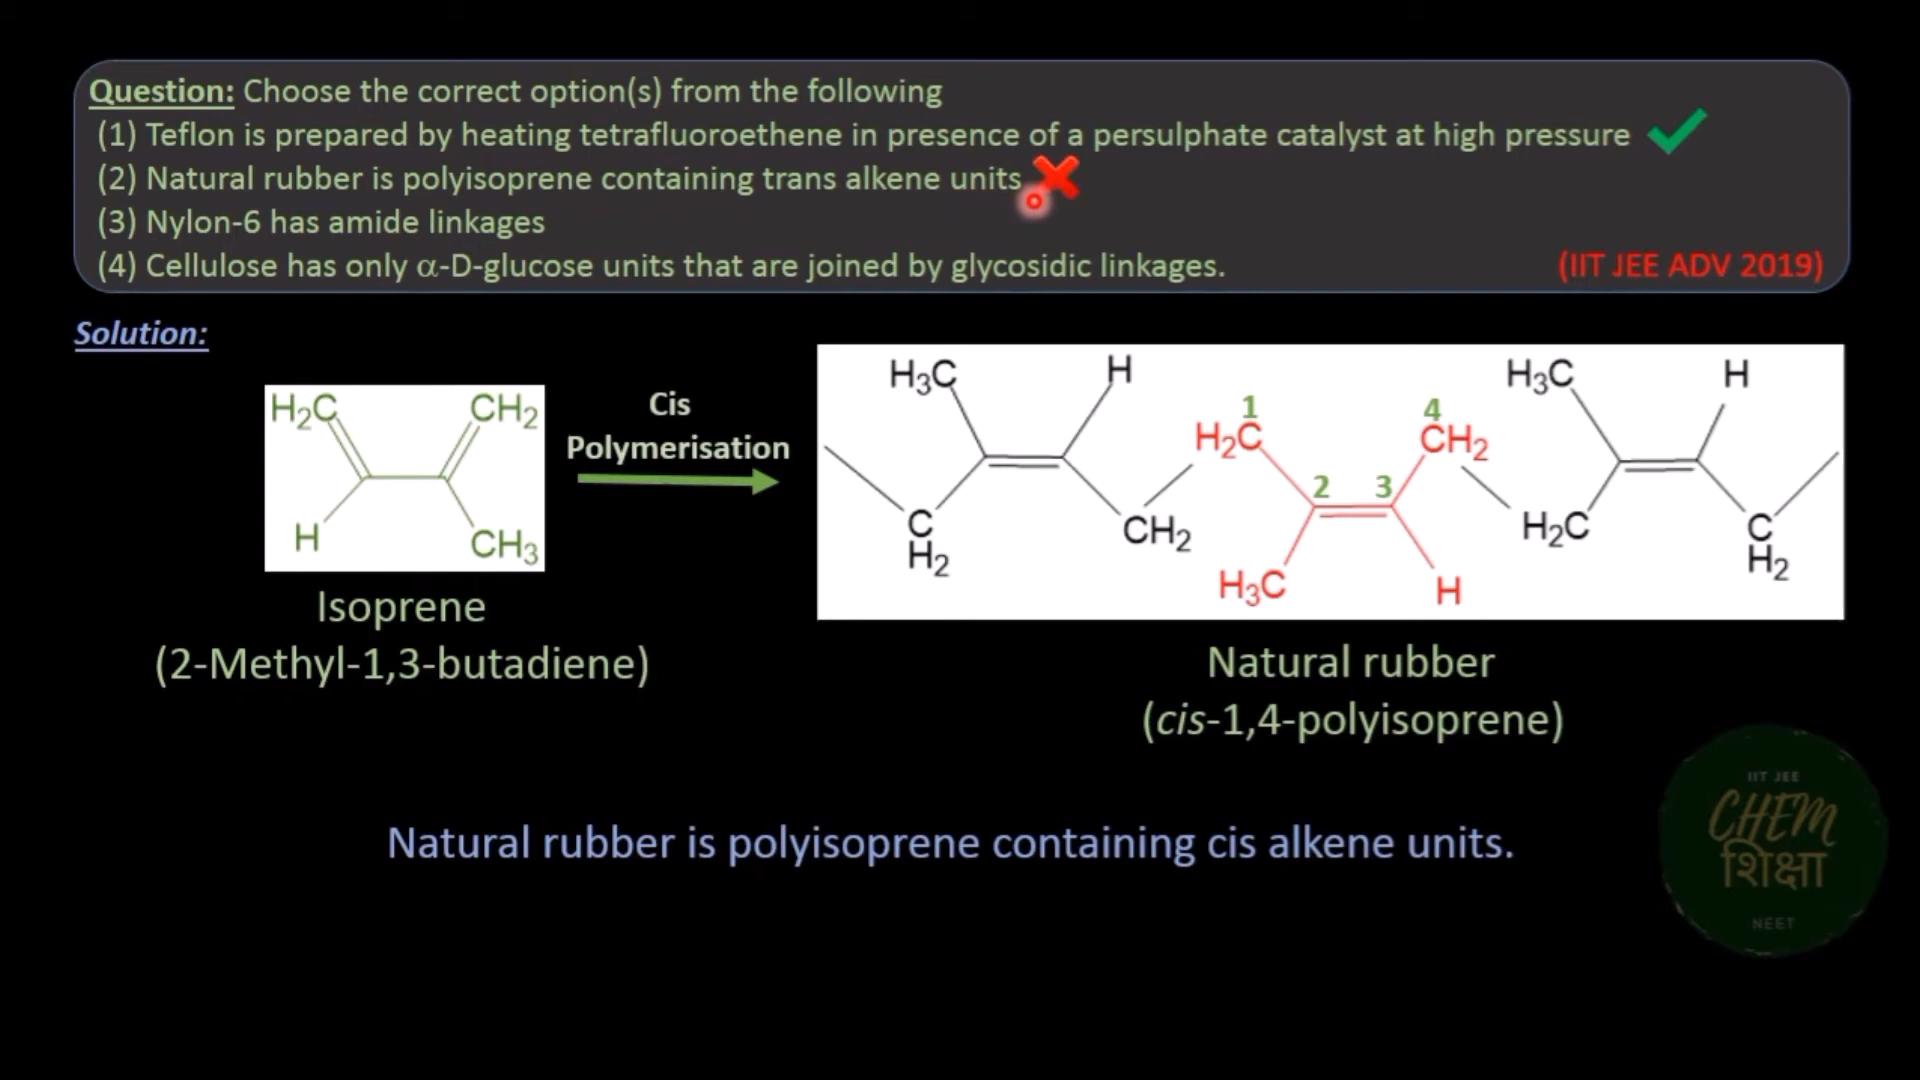 Question: Choose the correct option(s) from the following
(1) Teflon is prepared by heating tetrafluoroethene in presence of a persulphate catalyst at high pressure
(2) Natural rubber is polyisoprene containing trans alkene units
(3) Nylon-6 has amide linkages
(4) Cellulose has only α-D-glucose units that are joined by glycosidic linkages.
(IIT JEE ADV 2019)
Solution:
H₂C CH₂
H CH₃
Isoprene
(2-Methyl-1,3-butadiene)
Cis
Polymerisation
H₃C H H₃C H
1 4
H₂C CH₂
2 3
C CH₂ H₂C C
H₂ H₂
H₃C H
Natural rubber
(cis-1,4-polyisoprene)
Natural rubber is polyisoprene containing cis alkene units.
IIT JEE
CHEM
शिक्षा
NEET